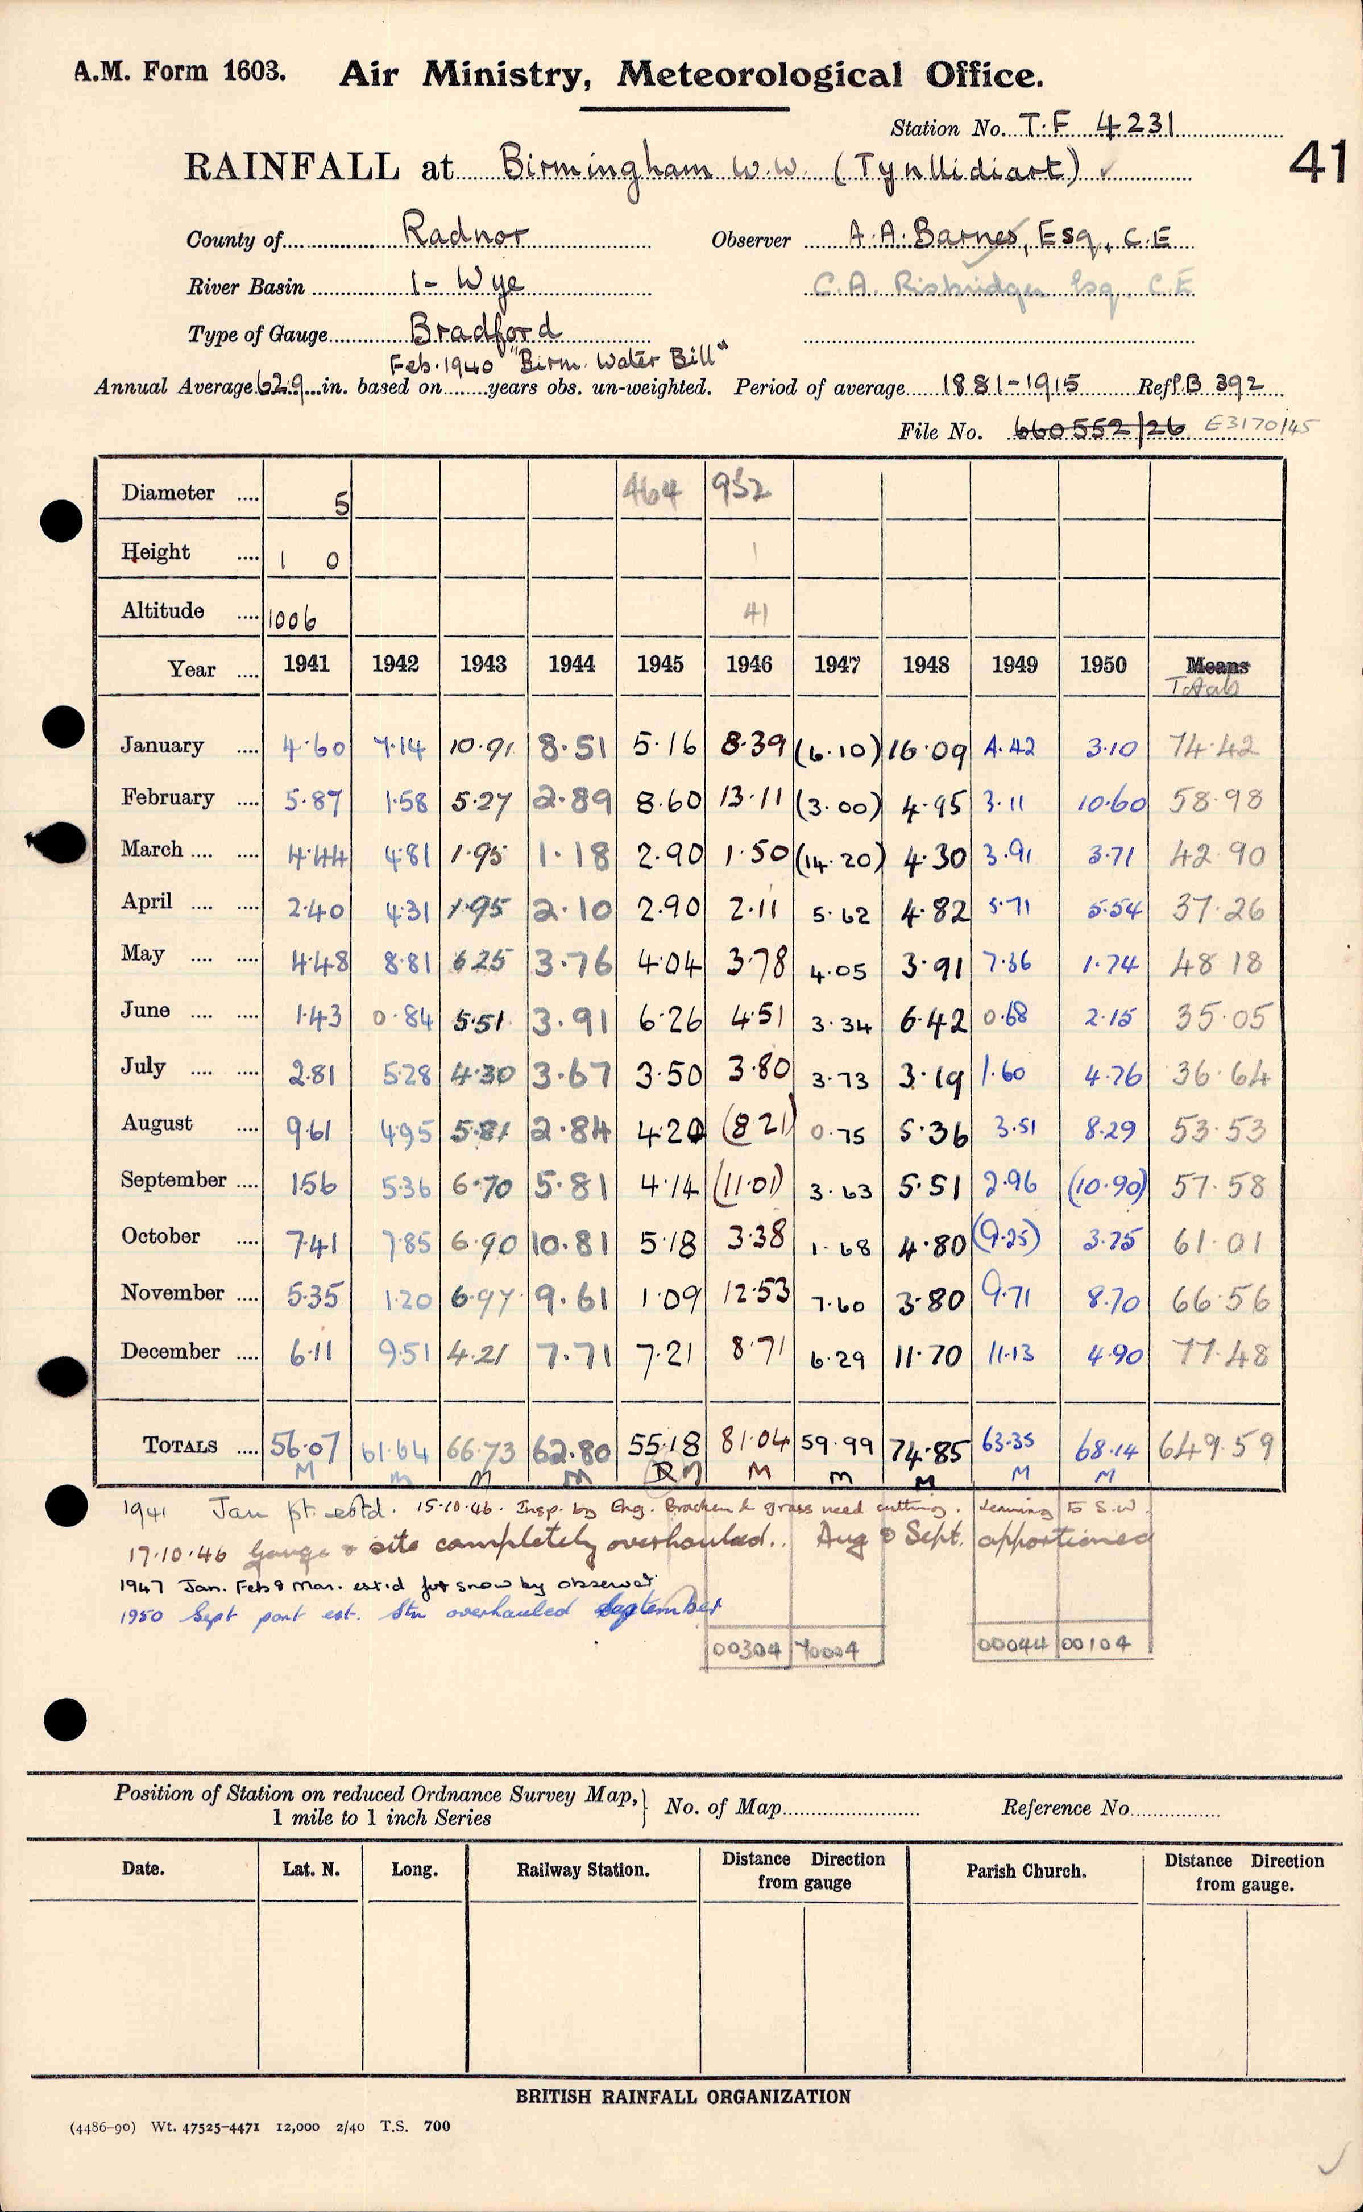 A.M. Form 1603. Air Ministry, Meteorological Office.
Station No. T.F 4231
RAINFALL at Birmingham W.W. (Tynllidiart) ✓ 41
County of Radnor Observer A.A. Barnes, Esq., C.E
River Basin 1 - Wye C.A. Risbridger Esq. C.E
Type of Gauge Bradford
Feb. 1940 "Birm. Water Bill"
Annual Average 62.9 in. based on years obs. un-weighted. Period of average 1881-1915 Ref P.B 392
File No. 660552/26 E3170/45
Diameter .... 5 464 952
Height .... 1 0 1
Altitude .... 1006 41
Year .... 1941 1942 1943 1944 1945 1946 1947 1948 1949 1950 Means
Totals
January .... 4.60 7.14 10.91 8.51 5.16 8.39 (6.10) 16.09 4.42 3.10 74.42
February .... 5.87 1.58 5.27 2.89 8.60 13.11 (3.00) 4.95 3.11 10.60 58.98
March .... .... 4.44 4.81 1.95 1.18 2.90 1.50 (14.20) 4.30 3.91 3.71 42.90
April .... .... 2.40 4.31 1.95 2.10 2.90 2.11 5.62 4.82 5.71 5.54 37.26
May .... .... 4.48 8.81 6.25 3.76 4.04 3.78 4.05 3.91 7.36 1.74 48.18
June .... .... 1.43 0.84 5.51 3.91 6.26 4.51 3.34 6.42 0.68 2.15 35.05
July .... .... 2.81 5.28 4.30 3.67 3.50 3.80 3.73 3.19 1.60 4.76 36.64
August .... 9.61 4.95 5.81 2.84 4.20 (8.21) 0.75 5.36 3.51 8.29 53.53
September .... 1.56 5.36 6.70 5.81 4.14 (11.01) 3.63 5.51 2.96 (10.90) 57.58
October .... 7.41 7.85 6.90 10.81 5.18 3.38 1.68 4.80 (9.25) 3.75 61.01
November .... 5.35 1.20 6.97 9.61 1.09 12.53 7.60 3.80 9.71 8.70 66.56
December .... 6.11 9.51 4.21 7.71 7.21 8.71 6.29 11.70 11.13 4.90 77.48
TOTALS .... 56.07 61.64 66.73 62.80 55.18 81.04 59.99 74.85 63.35 68.14 649.59
M M M M M M M M M
1941 Jan pt. estd. 15.10.46. Insp. by Eng. Bracken & grass need cutting. leaning to S.W.
17.10.46 Gauge & site completely overhauled.. Aug & Sept. apportioned
1947 Jan. Feb & Mar. est'd for snow by observer
1950 Sept part est. Stn overhauled September
00304 70004 00044 00104
Position of Station on reduced Ordnance Survey Map,
1 mile to 1 inch Series } No. of Map Reference No.
Date. Lat. N. Long. Railway Station. Distance Direction from gauge Parish Church. Distance Direction from gauge.
BRITISH RAINFALL ORGANIZATION
(4486-90) Wt. 47525-4471 12,000 2/40 T.S. 700